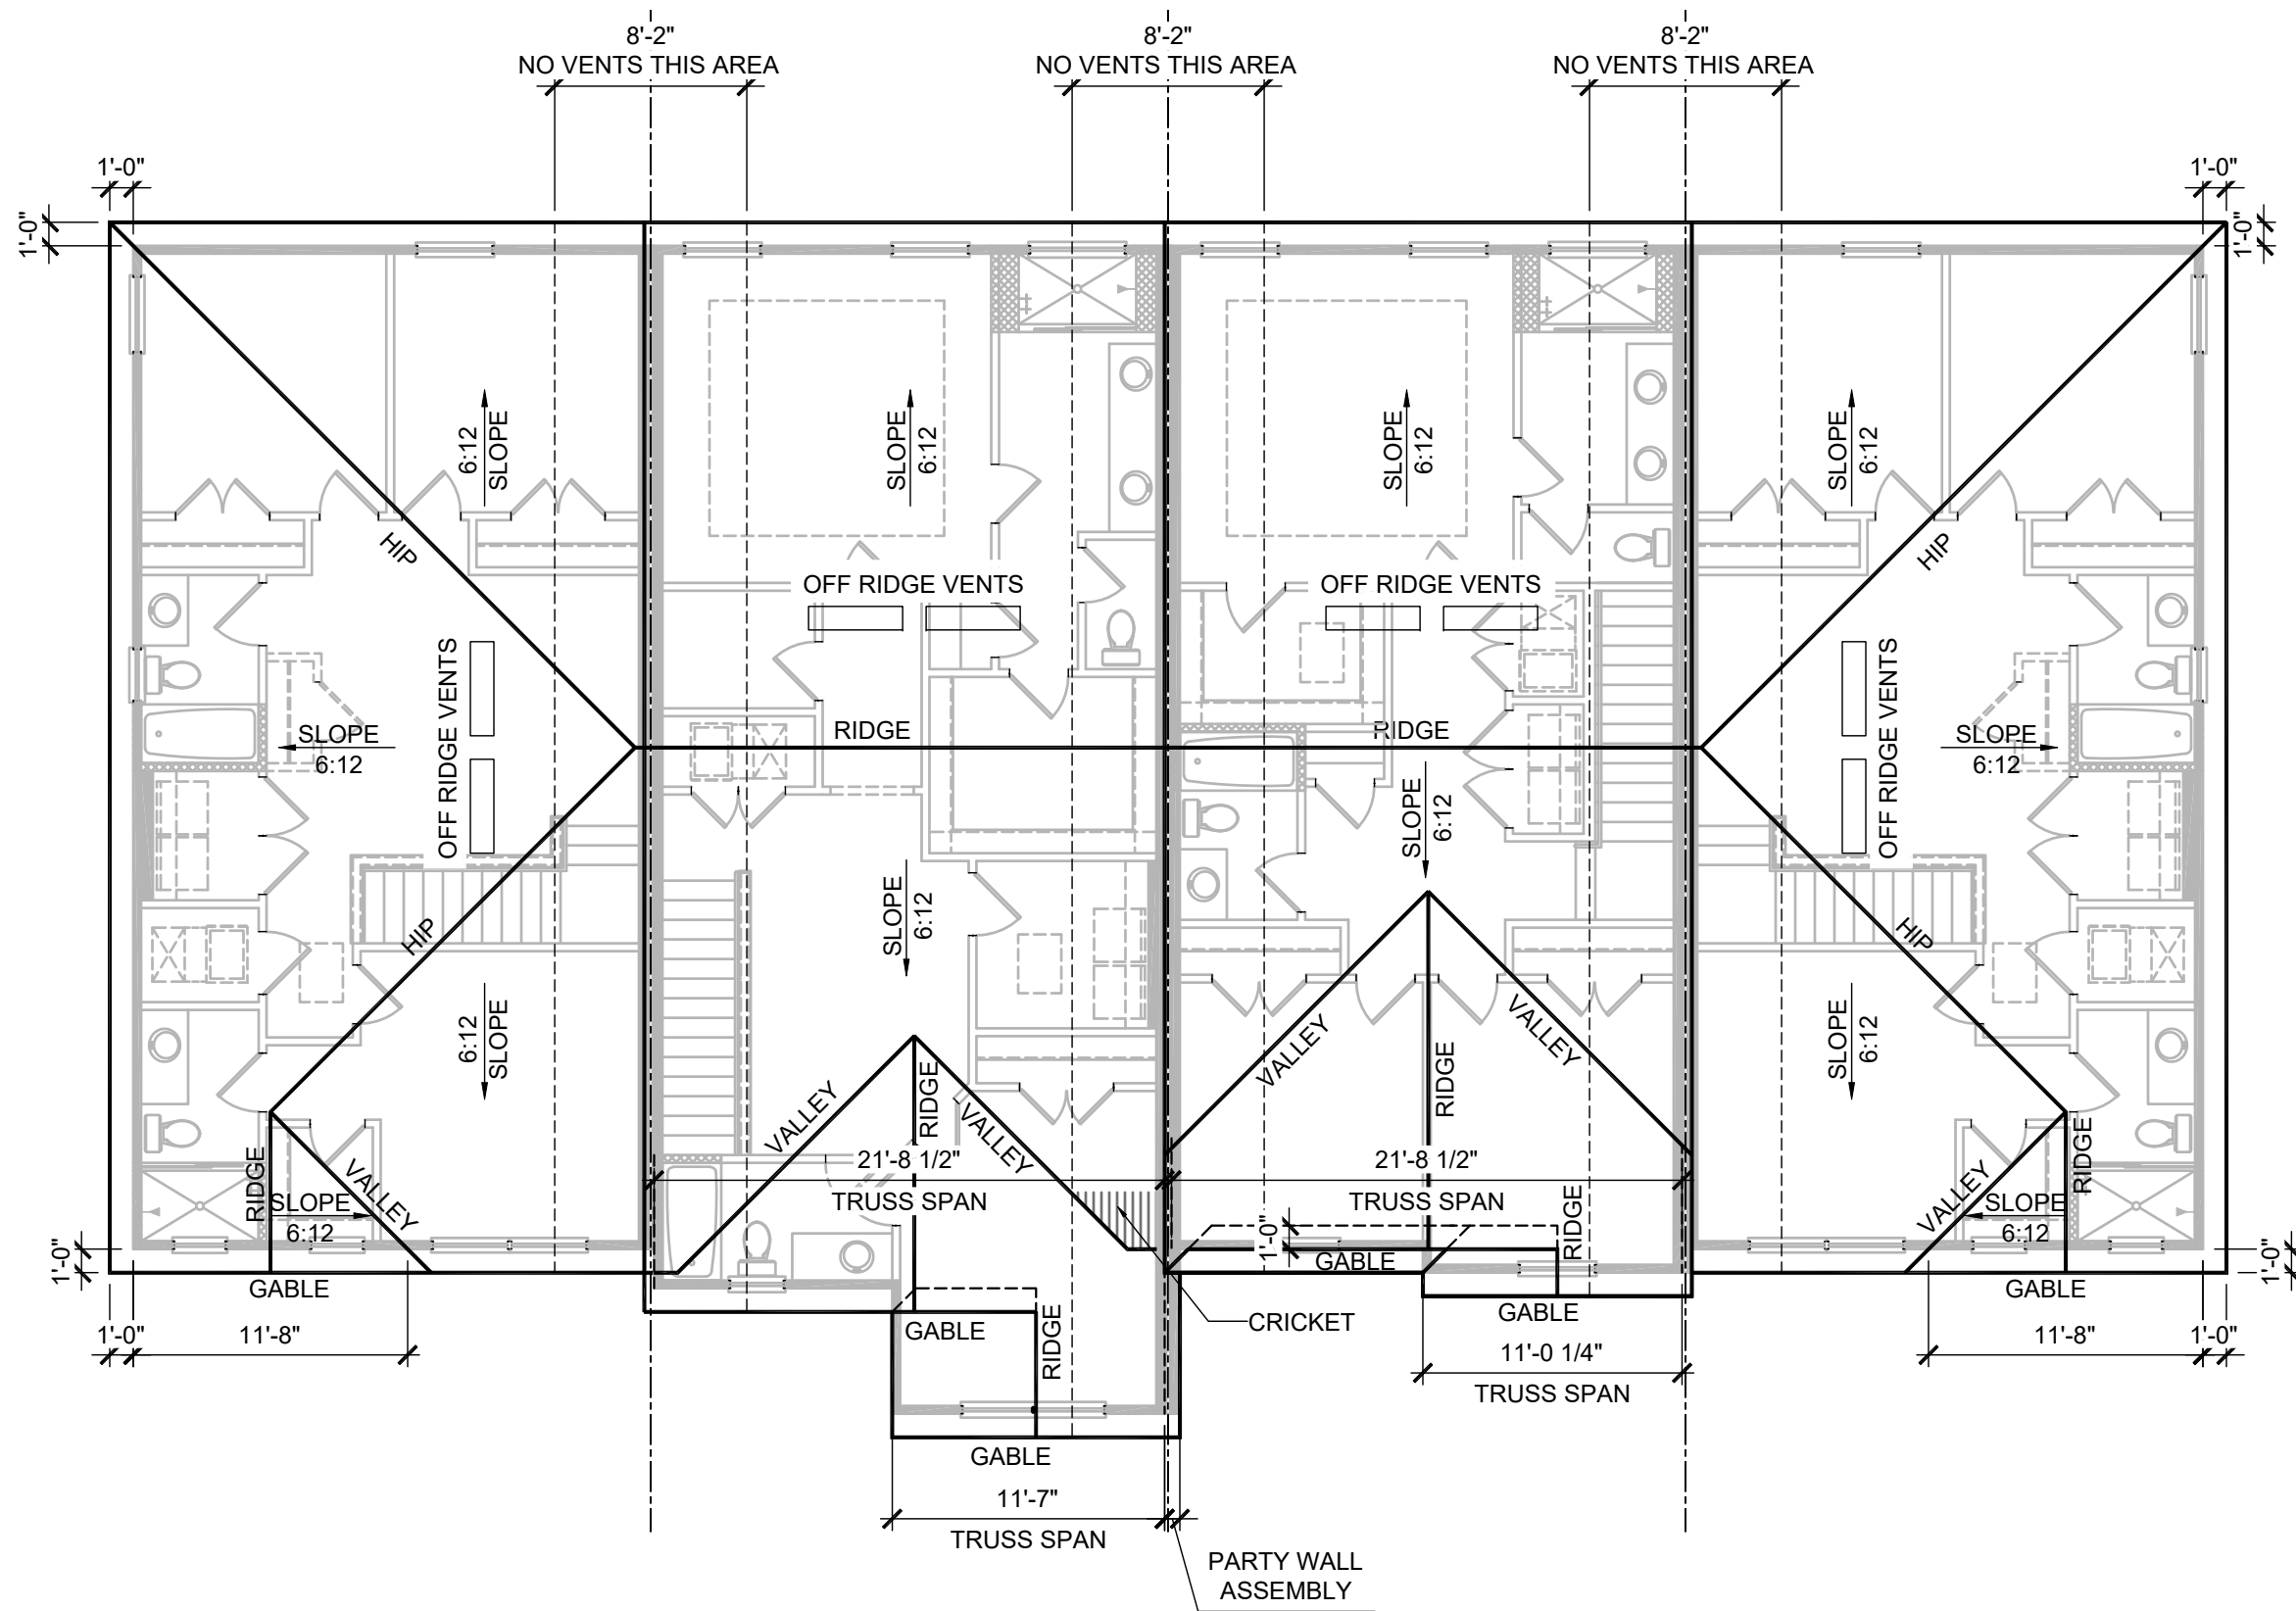 8'-2"
NO VENTS THIS AREA
8'-2"
NO VENTS THIS AREA
8'-2"
NO VENTS THIS AREA
1'-0"
1'-0"
1'-0"
1'-0"
6:12
SLOPE
SLOPE
6:12
SLOPE
6:12
SLOPE
6:12
HIP
HIP
OFF RIDGE VENTS
OFF RIDGE VENTS
OFF RIDGE VENTS
OFF RIDGE VENTS
SLOPE
6:12
RIDGE
RIDGE
SLOPE
6:12
SLOPE
6:12
SLOPE
6:12
HIP
HIP
6:12
SLOPE
SLOPE
6:12
VALLEY
RIDGE
VALLEY
VALLEY
RIDGE
VALLEY
RIDGE
VALLEY
SLOPE
6:12
21'-8 1/2"
TRUSS SPAN
21'-8 1/2"
TRUSS SPAN
VALLEY
RIDGE
SLOPE
6:12
1'-0"
1'-0"
RIDGE
1'-0"
GABLE
GABLE
GABLE
RIDGE
CRICKET
GABLE
GABLE
1'-0"
11'-8"
11'-0 1/4"
TRUSS SPAN
11'-8"
1'-0"
GABLE
11'-7"
TRUSS SPAN
PARTY WALL
ASSEMBLY